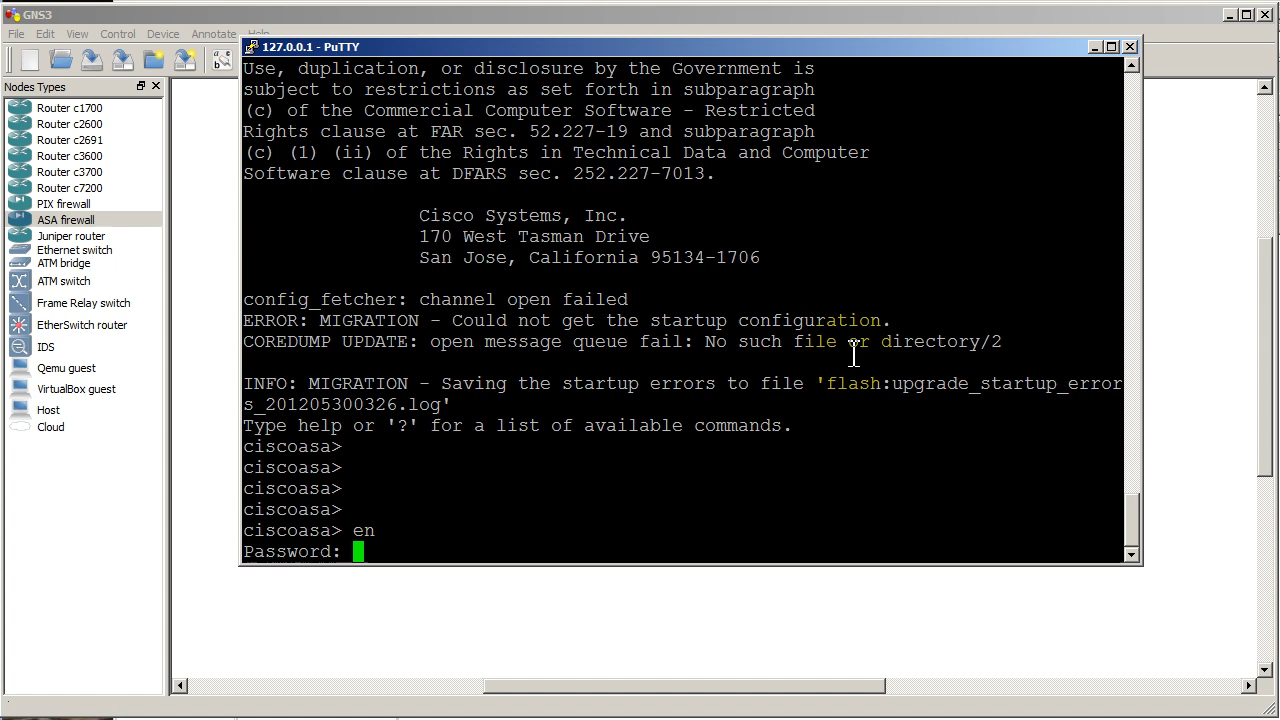 GNS3
File Edit View Control Device Annotate Help
127.0.0.1 - PuTTY
Nodes Types
Router c1700
Router c2600
Router c2691
Router c3600
Router c3700
Router c7200
PIX firewall
ASA firewall
Juniper router
Ethernet switch
ATM bridge
ATM switch
Frame Relay switch
EtherSwitch router
IDS
Qemu guest
VirtualBox guest
Host
Cloud
Use, duplication, or disclosure by the Government is
subject to restrictions as set forth in subparagraph
(c) of the Commercial Computer Software - Restricted
Rights clause at FAR sec. 52.227-19 and subparagraph
(c) (1) (ii) of the Rights in Technical Data and Computer
Software clause at DFARS sec. 252.227-7013.
Cisco Systems, Inc.
170 West Tasman Drive
San Jose, California 95134-1706
config_fetcher: channel open failed
ERROR: MIGRATION - Could not get the startup configuration.
COREDUMP UPDATE: open message queue fail: No such file or directory/2
INFO: MIGRATION - Saving the startup errors to file 'flash:upgrade_startup_error
s_201205300326.log'
Type help or '?' for a list of available commands.
ciscoasa>
ciscoasa>
ciscoasa>
ciscoasa>
ciscoasa> en
Password: